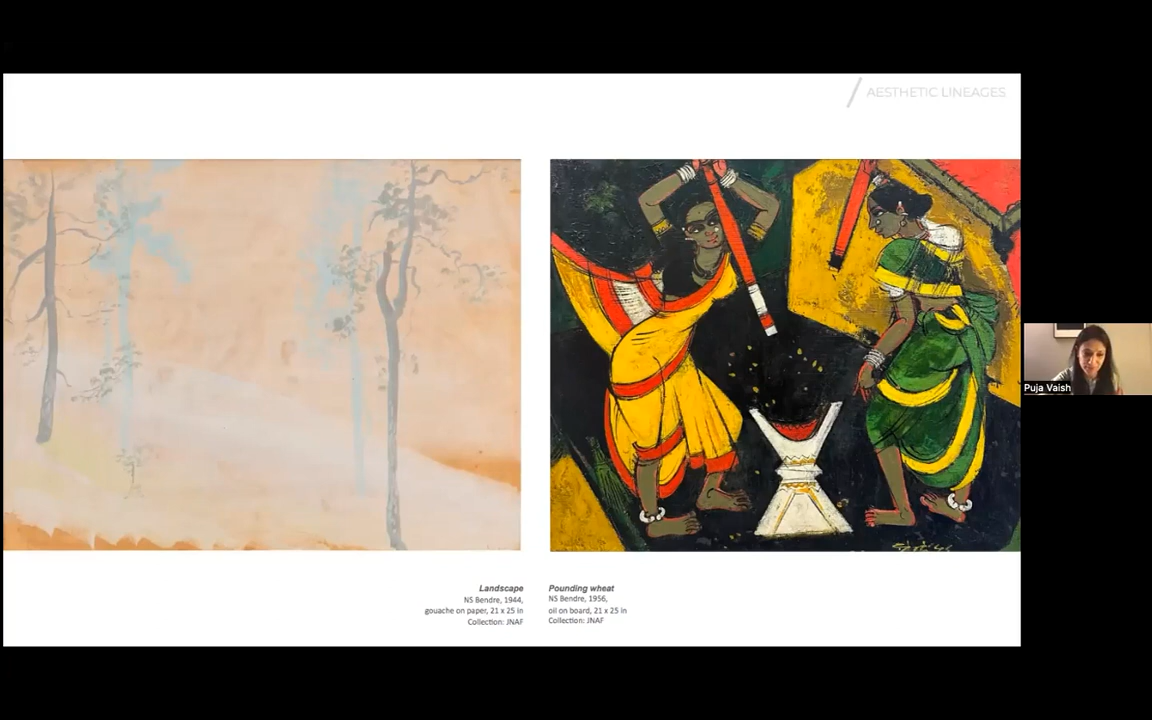 AESTHETIC LINEAGES
Landscape
NS Bendre, 1944,
gouache on paper, 21 x 25 in
Collection: JNAF
Pounding wheat
NS Bendre, 1956,
oil on board, 21 x 25 in
Collection: JNAF
Puja Vaish